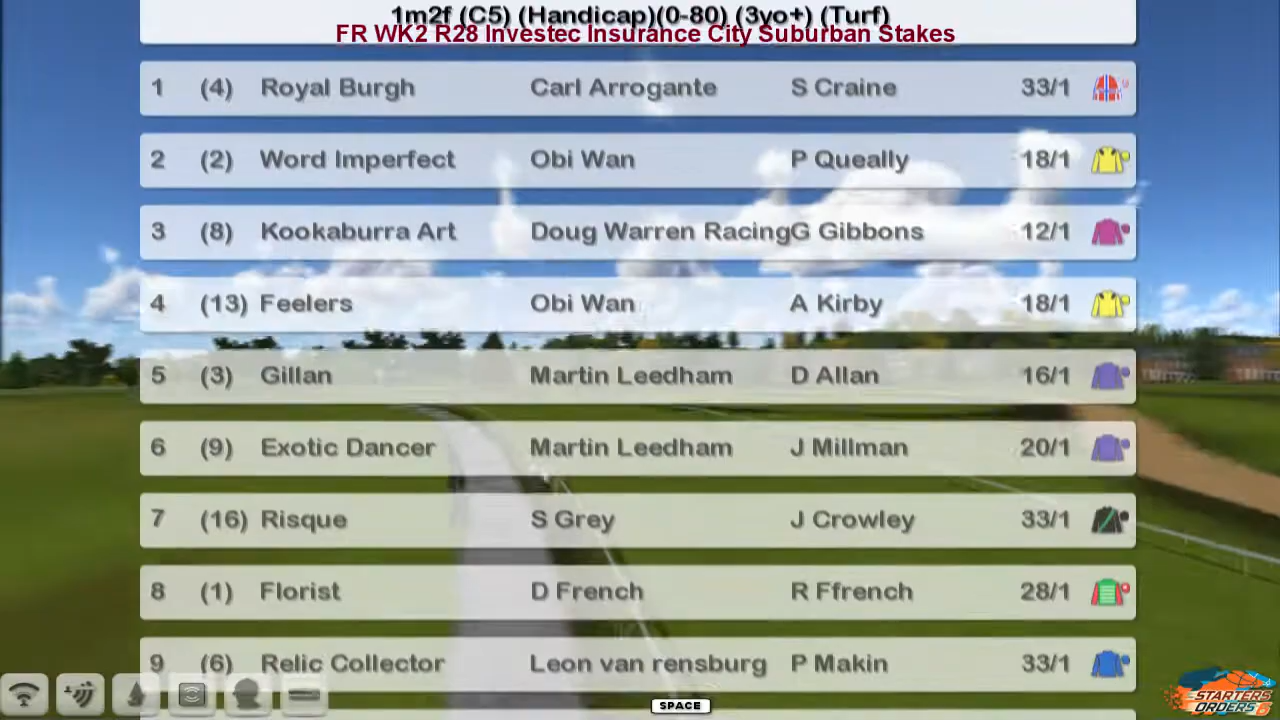 1m2f (C5) (Handicap)(0-80) (3yo+) (Turf)
FR WK2 R28 Investec Insurance City Suburban Stakes
1 (4) Royal Burgh Carl Arrogante S Craine 33/1
2 (2) Word Imperfect Obi Wan P Queally 18/1
3 (8) Kookaburra Art Doug Warren Racing G Gibbons 12/1
4 (13) Feelers Obi Wan A Kirby 18/1
5 (3) Gillan Martin Leedham D Allan 16/1
6 (9) Exotic Dancer Martin Leedham J Millman 20/1
7 (16) Risque S Grey J Crowley 33/1
8 (1) Florist D French R Ffrench 28/1
9 (6) Relic Collector Leon van rensburg P Makin 33/1
SPACE
STARTERS
ORDERS 6